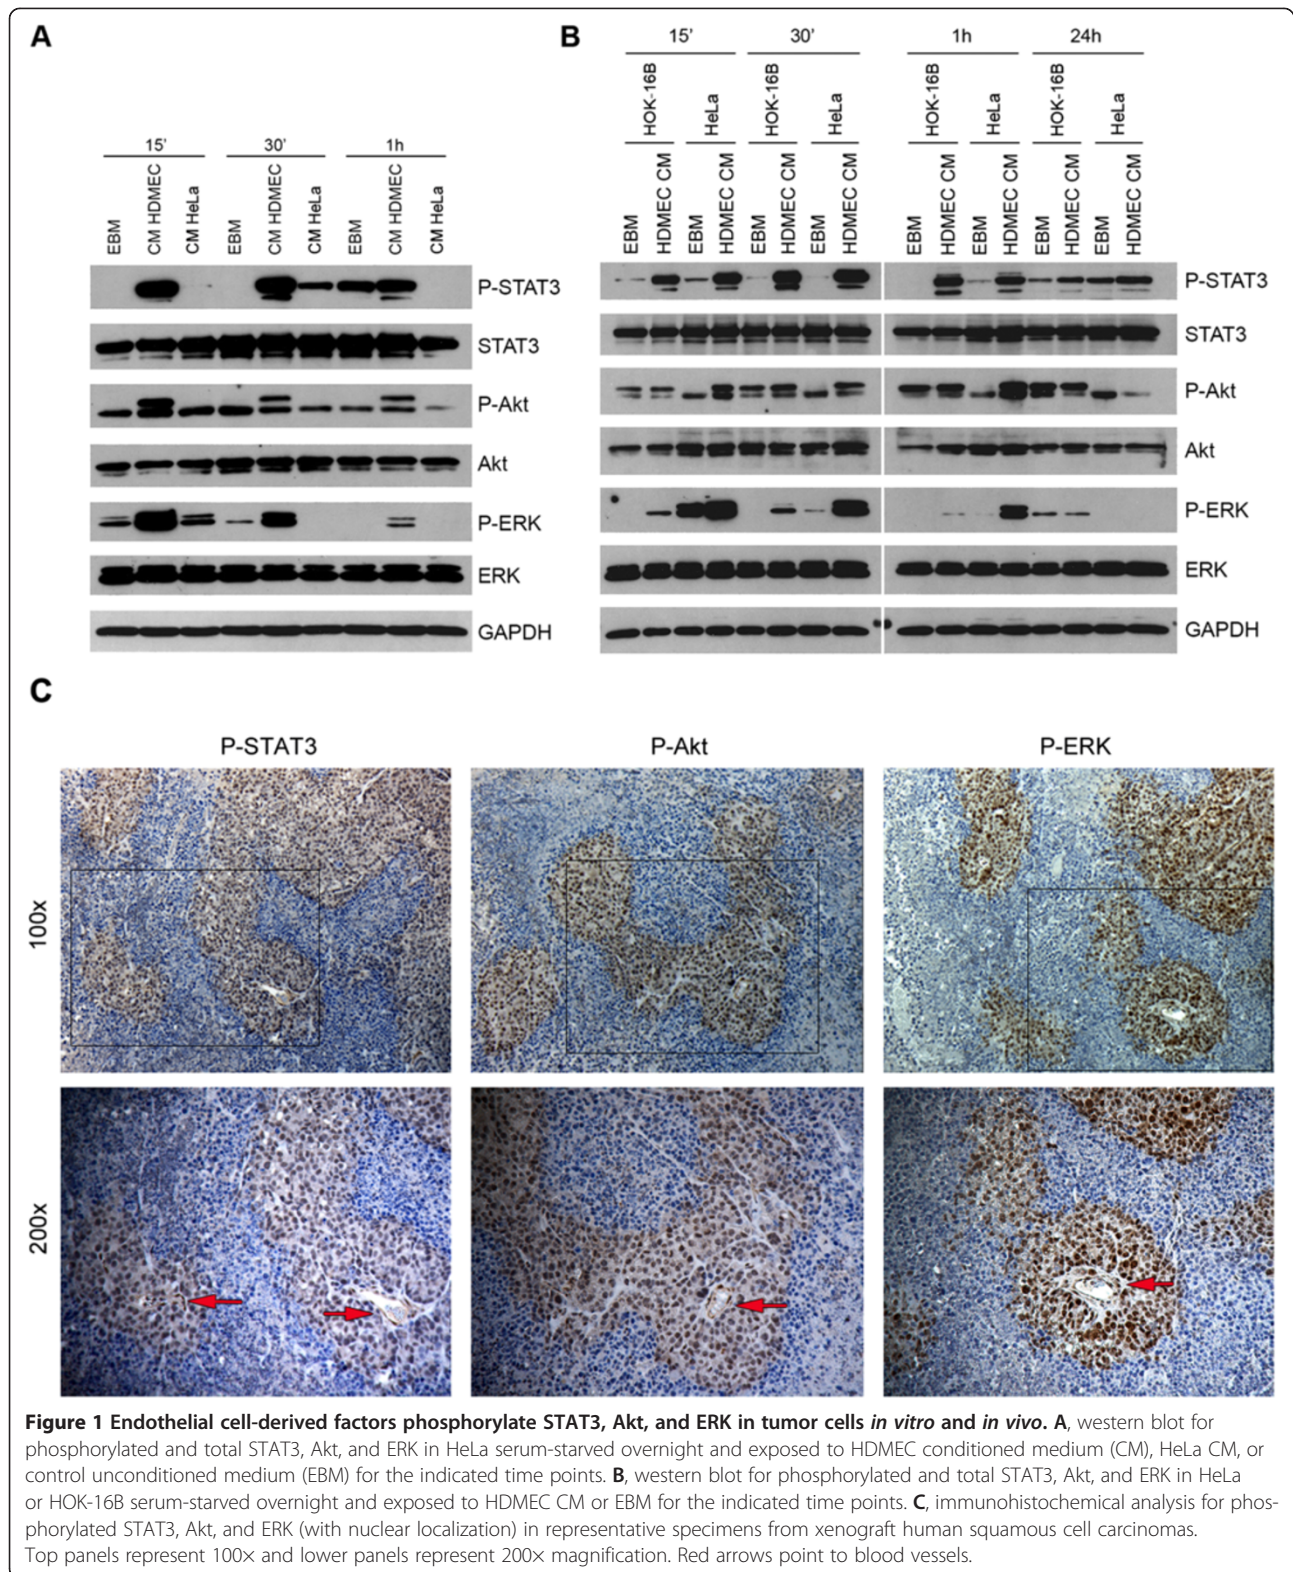 A
B
15'
30'
1h
EBM
CM HDMEC
CM HeLa
EBM
CM HDMEC
CM HeLa
EBM
CM HDMEC
CM HeLa
P-STAT3
STAT3
P-Akt
Akt
P-ERK
ERK
GAPDH
15'
30'
1h
24h
HOK-16B
HeLa
HOK-16B
HeLa
HOK-16B
HeLa
HOK-16B
HeLa
EBM
HDMEC CM
EBM
HDMEC CM
EBM
HDMEC CM
EBM
HDMEC CM
EBM
HDMEC CM
EBM
HDMEC CM
EBM
HDMEC CM
EBM
HDMEC CM
P-STAT3
STAT3
P-Akt
Akt
P-ERK
ERK
GAPDH
C
P-STAT3
P-Akt
P-ERK
100x
200x
Figure 1 Endothelial cell-derived factors phosphorylate STAT3, Akt, and ERK in tumor cells in vitro and in vivo. A, western blot for
phosphorylated and total STAT3, Akt, and ERK in HeLa serum-starved overnight and exposed to HDMEC conditioned medium (CM), HeLa CM, or
control unconditioned medium (EBM) for the indicated time points. B, western blot for phosphorylated and total STAT3, Akt, and ERK in HeLa
or HOK-16B serum-starved overnight and exposed to HDMEC CM or EBM for the indicated time points. C, immunohistochemical analysis for phos-
phorylated STAT3, Akt, and ERK (with nuclear localization) in representative specimens from xenograft human squamous cell carcinomas.
Top panels represent 100× and lower panels represent 200× magnification. Red arrows point to blood vessels.